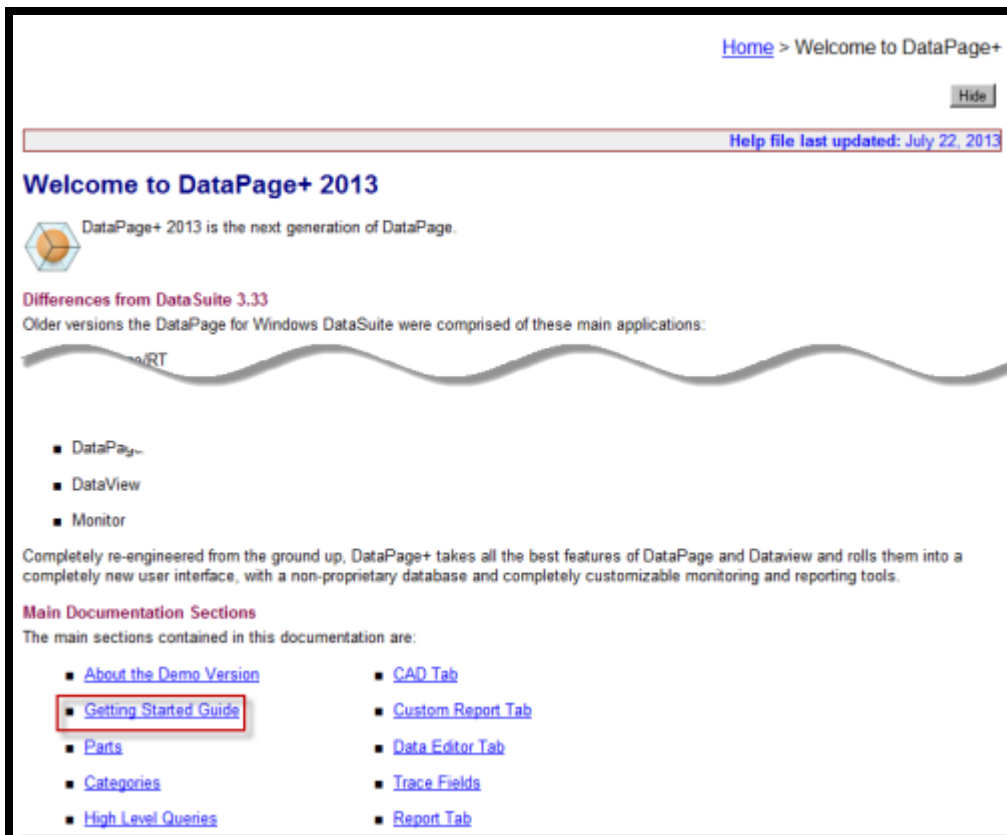 Home > Welcome to DataPage+
Hide
Help file last updated: July 22, 2013
Welcome to DataPage+ 2013
DataPage+ 2013 is the next generation of DataPage.
Differences from DataSuite 3.33
Older versions the DataPage for Windows DataSuite were comprised of these main applications:
/RT
DataView
Monitor
Completely re-engineered from the ground up, DataPage+ takes all the best features of DataPage and Dataview and rolls them into a
completely new user interface, with a non-proprietary database and completely customizable monitoring and reporting tools.
Main Documentation Sections
The main sections contained in this documentation are:
About the Demo Version
Getting Started Guide
Parts
Categories
High Level Queries
CAD Tab
Custom Report Tab
Data Editor Tab
Trace Fields
Report Tab